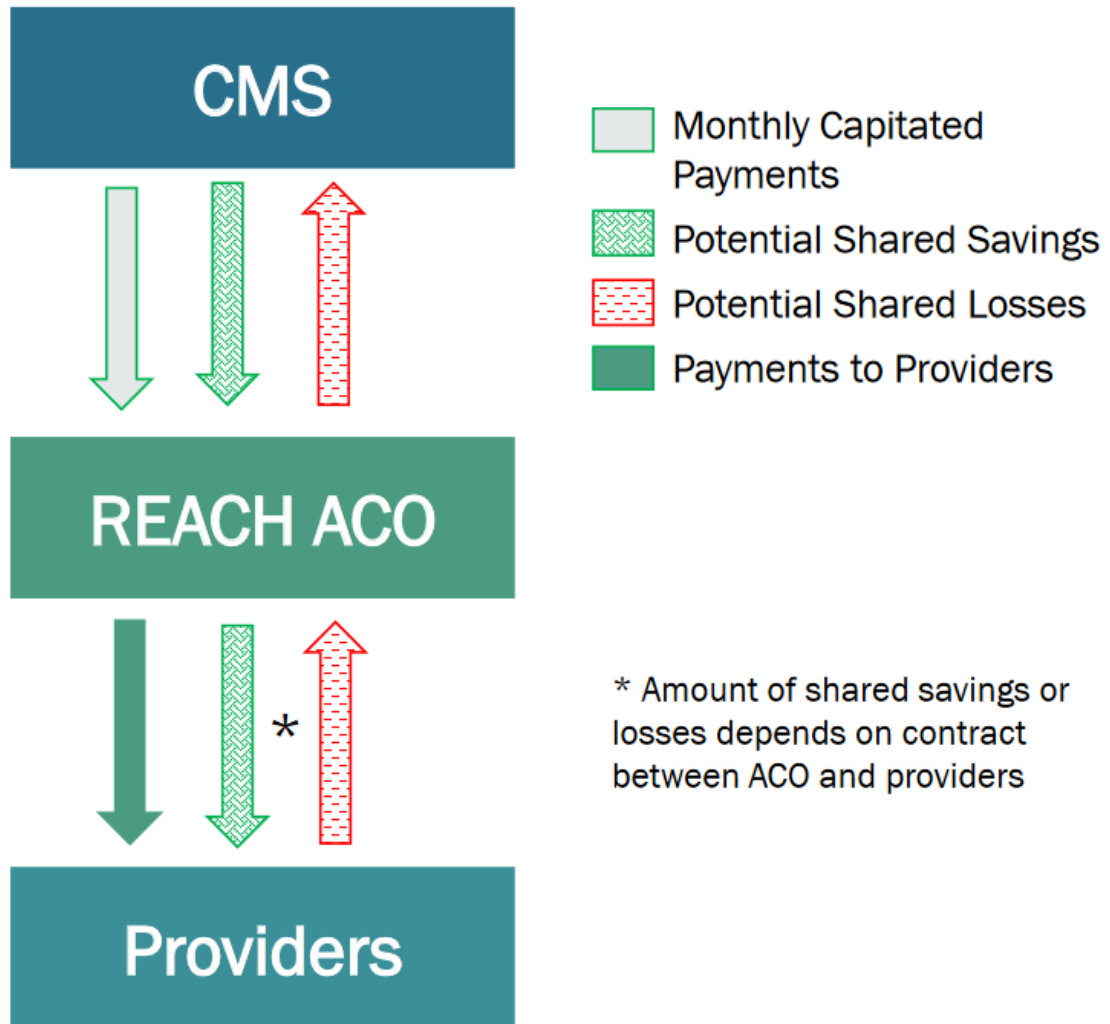 CMS
Monthly Capitated
Payments
Potential Shared Savings
Potential Shared Losses
Payments to Providers
REACH ACO
*
* Amount of shared savings or
losses depends on contract
between ACO and providers
Providers